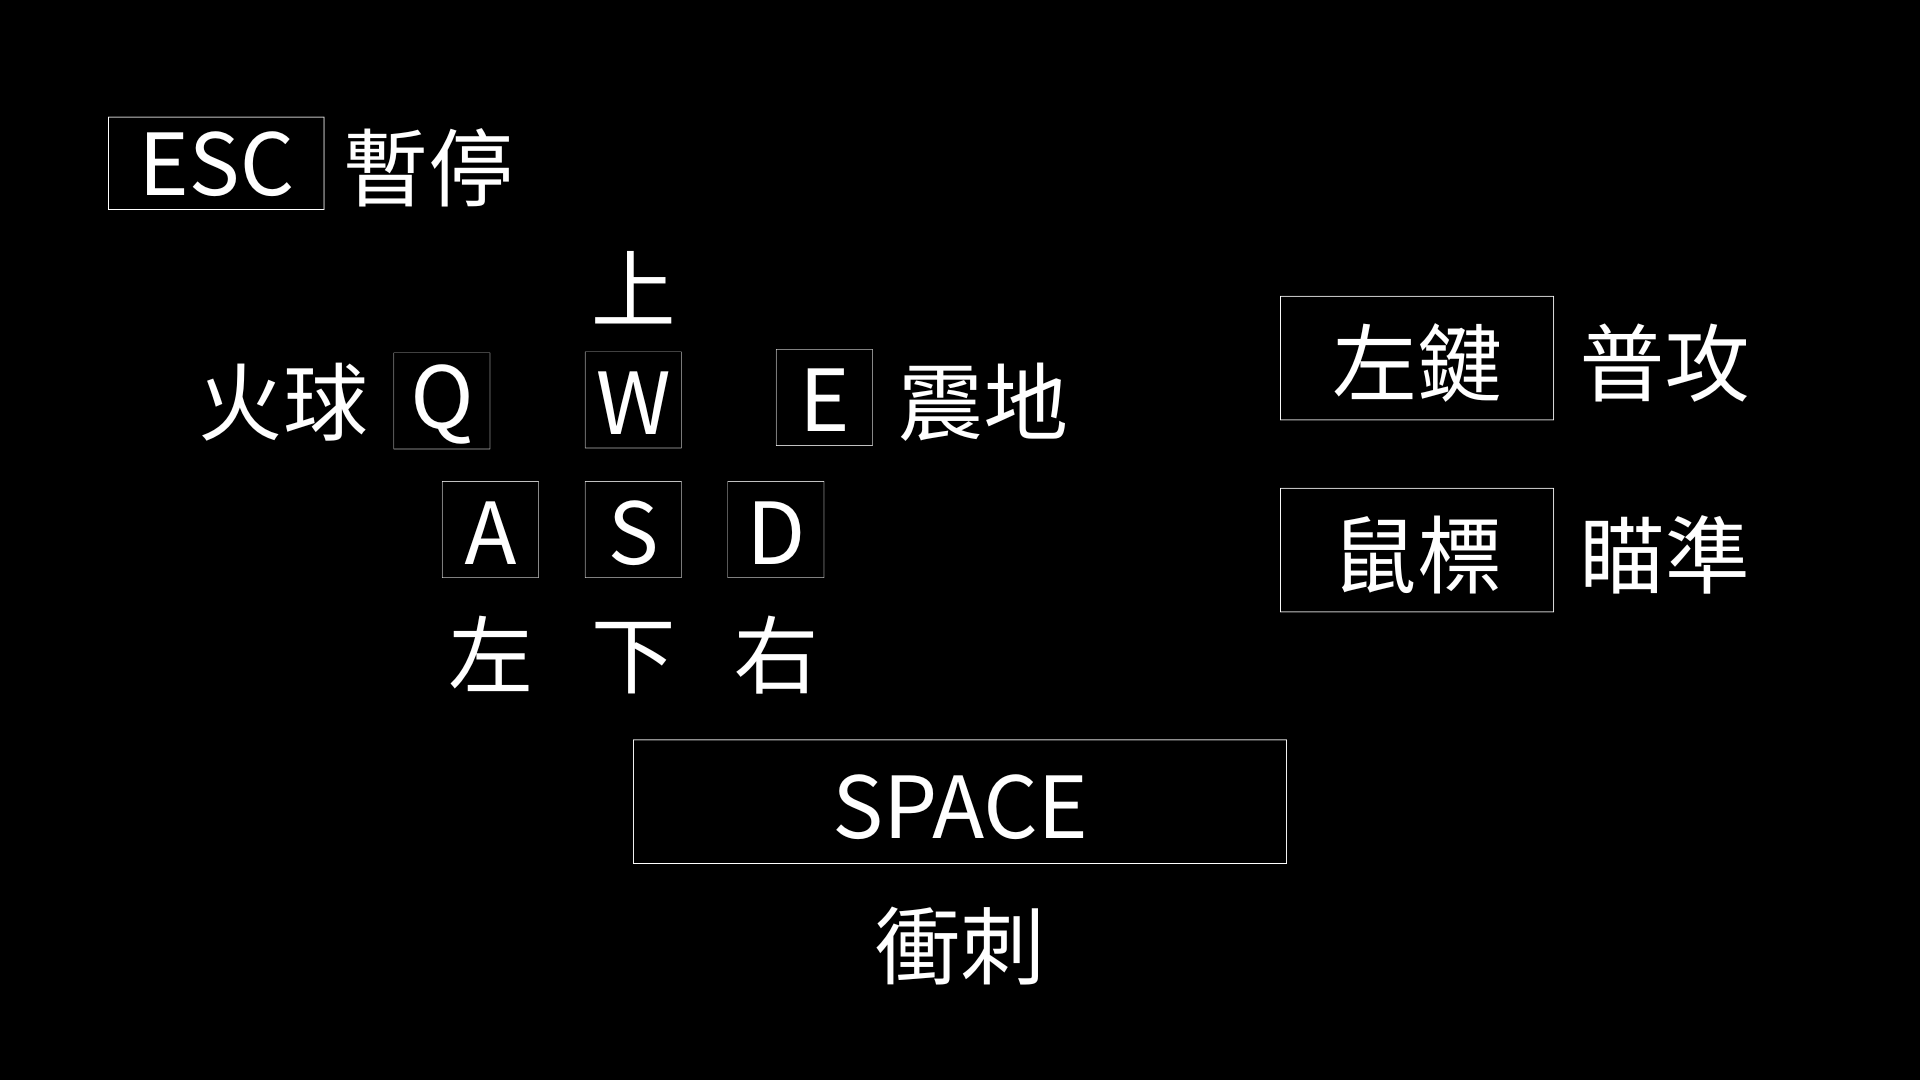 ESC 暫停
上
火球 Q W E 震地
A S D
左 下 右
左鍵 普攻
鼠標 瞄準
SPACE
衝刺